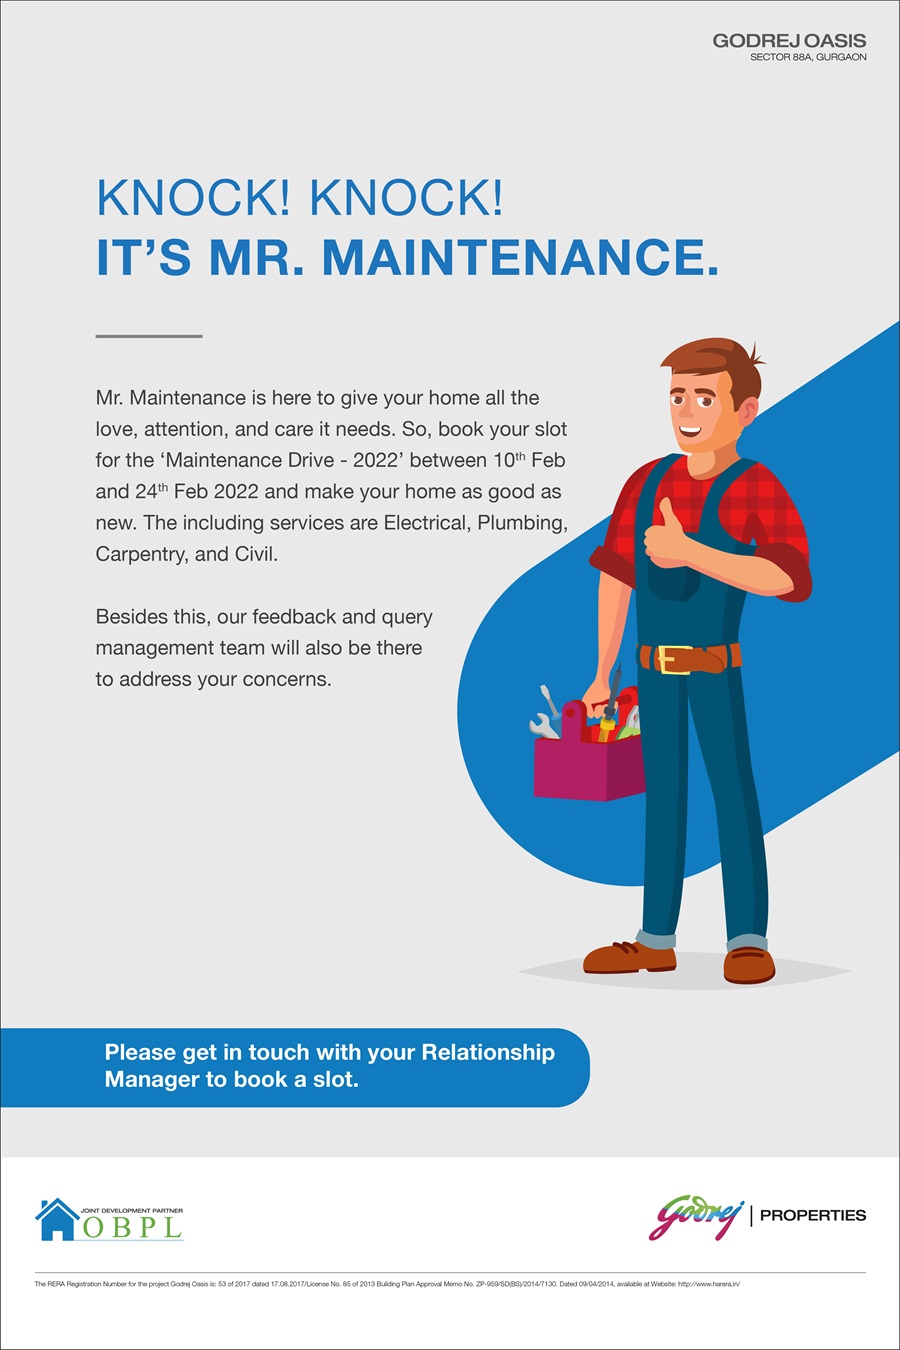 GODREJ OASIS
SECTOR 88A, GURGAON
KNOCK! KNOCK!
IT'S MR. MAINTENANCE.
Mr. Maintenance is here to give your home all the
love, attention, and care it needs. So, book your slot
for the ‘Maintenance Drive - 2022’ between 10th Feb
and 24th Feb 2022 and make your home as good as
new. The including services are Electrical, Plumbing,
Carpentry, and Civil.
Besides this, our feedback and query
management team will also be there
to address your concerns.
Please get in touch with your Relationship
Manager to book a slot.
JOINT DEVELOPMENT PARTNER
OBPL
Godrej | PROPERTIES
The RERA Registration Number for the project Godrej Oasis is: 53 of 2017 dated 17.08.2017/License No. 85 of 2013 Building Plan Approval Memo No. ZP-959/SD(BS)/2014/7130. Dated 09/04/2014, available at Website: http://www.harera.in/